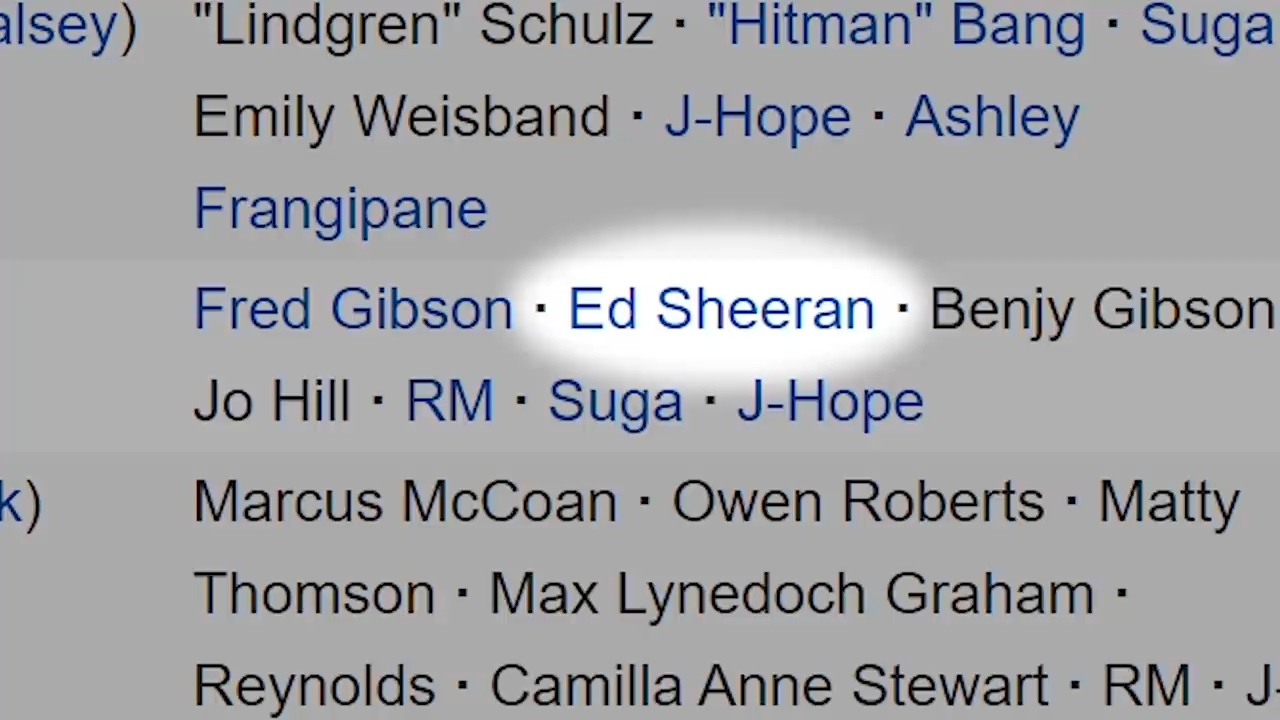 alsey) "Lindgren" Schulz · "Hitman" Bang · Suga
Emily Weisband · J-Hope · Ashley
Frangipane
Fred Gibson · Ed Sheeran · Benjy Gibson
Jo Hill · RM · Suga · J-Hope
k) Marcus McCoan · Owen Roberts · Matty
Thomson · Max Lynedoch Graham ·
Reynolds · Camilla Anne Stewart · RM · J-